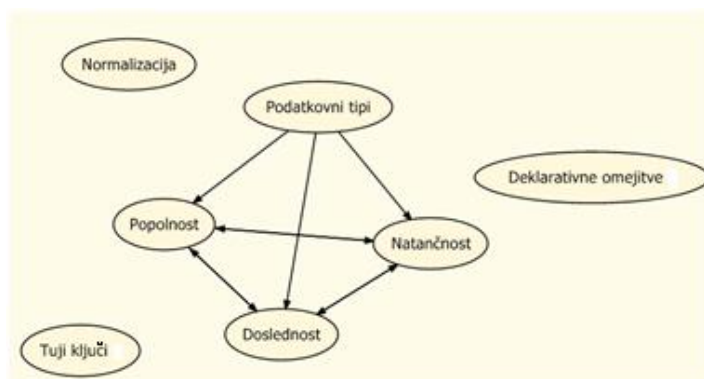 Normalizacija
Podatkovni tipi
Deklarativne omejitve
Popolnost
Natančnost
Doslednost
Tuji ključi